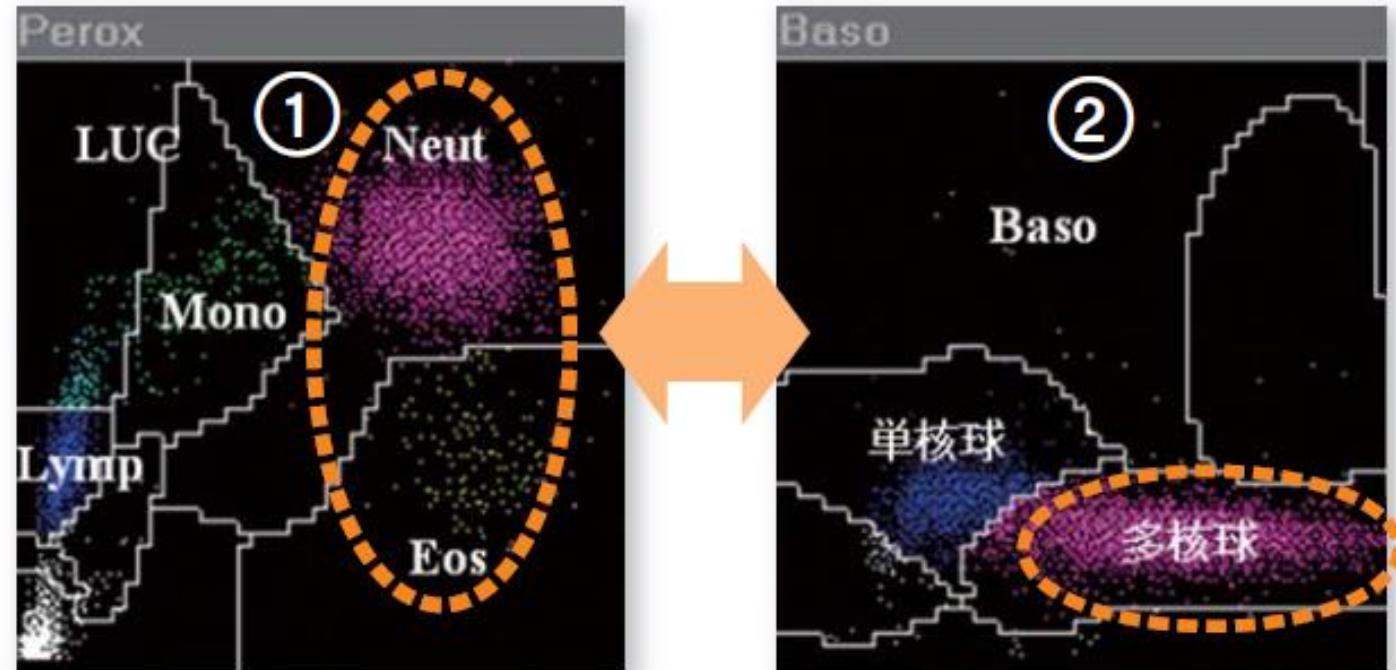 Perox
①
LUC
Neut
Mono
Lymp
Eos
Baso
②
Baso
単核球
多核球